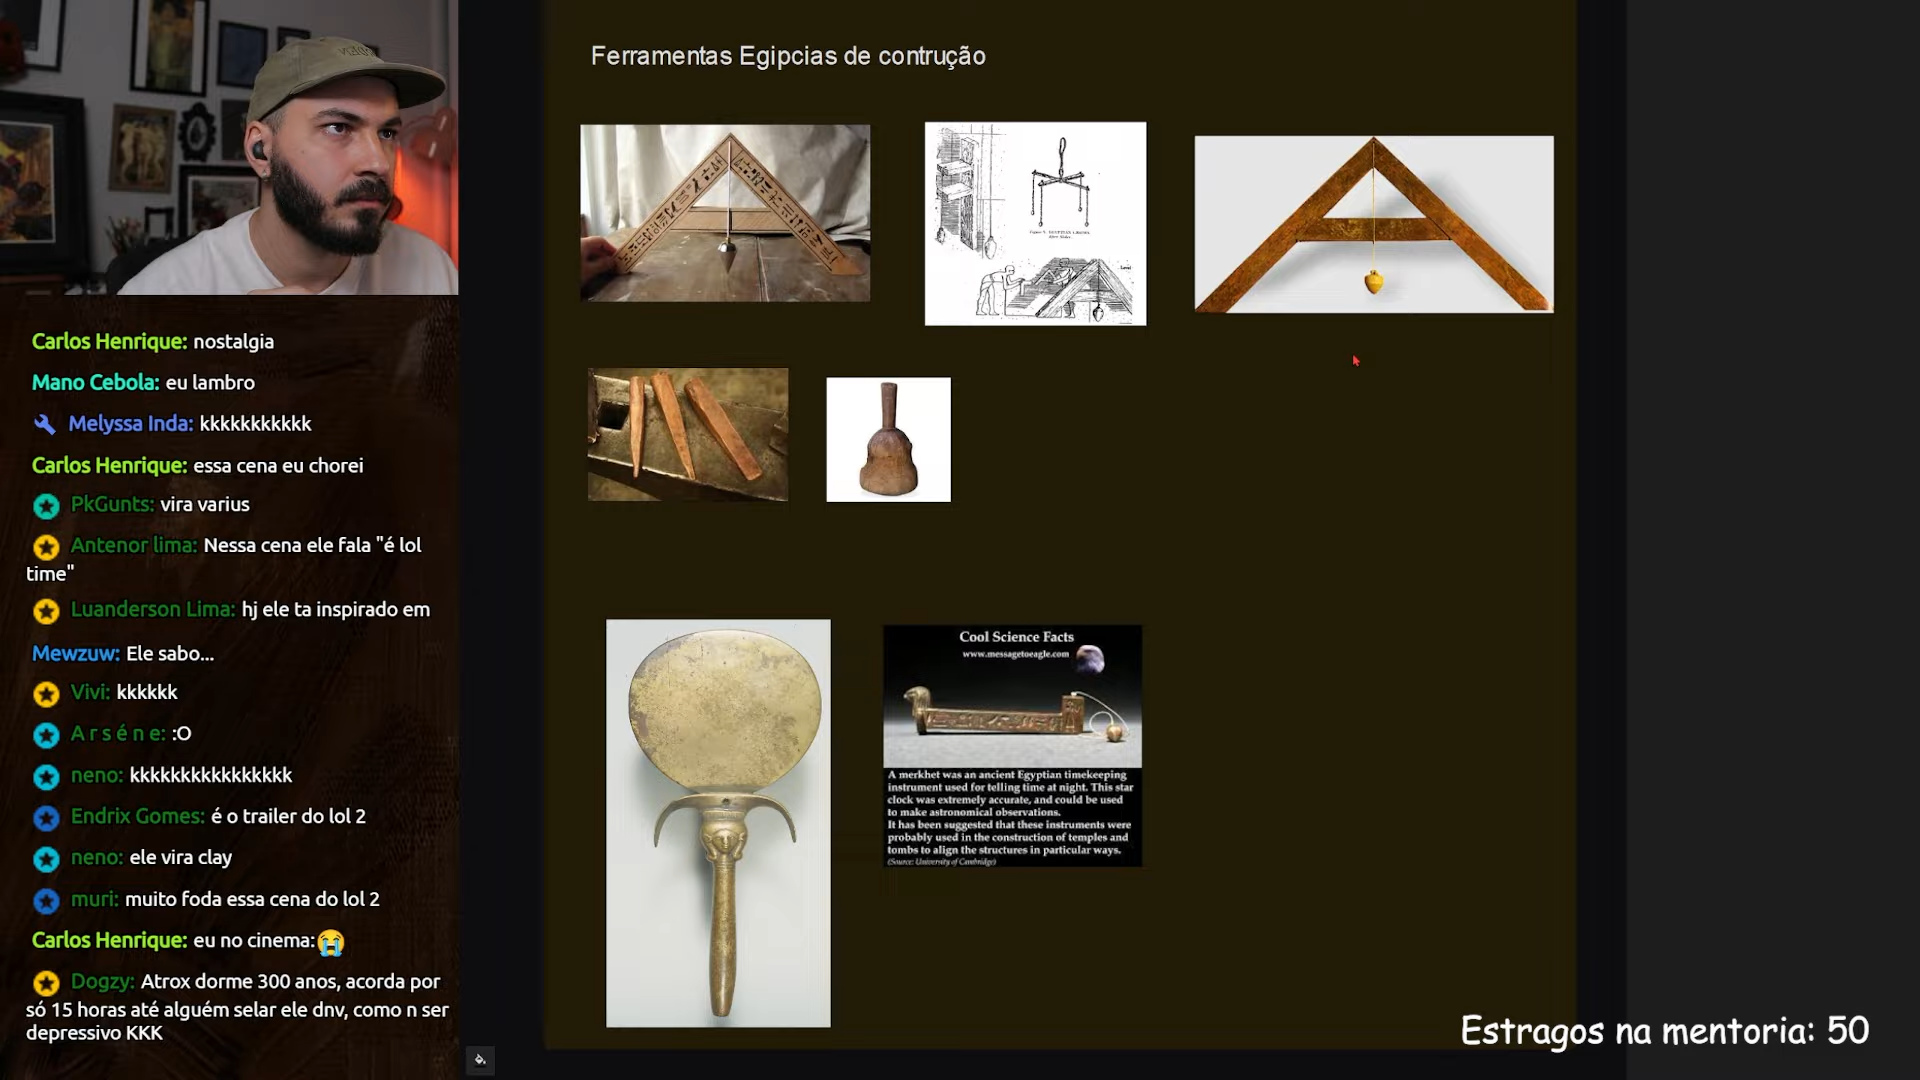 Ferramentas Egipcias de contrução
Carlos Henrique: nostalgia
Mano Cebola: eu lambro
Melyssa Inda: kkkkkkkkkkk
Carlos Henrique: essa cena eu chorei
PkGunts: vira varius
Antenor lima: Nessa cena ele fala "é lol
time"
Luanderson Lima: hj ele ta inspirado em
Mewzuw: Ele sabo...
Vivi: kkkkkk
A r s é n e: :O
neno: kkkkkkkkkkkkkkkk
Endrix Gomes: é o trailer do lol 2
neno: ele vira clay
muri: muito foda essa cena do lol 2
Carlos Henrique: eu no cinema:😭
Dogzy: Atrox dorme 300 anos, acorda por
só 15 horas até alguém selar ele dnv, como n ser
depressivo KKK
Cool Science Facts
www.messagetoeagle.com
A merkhet was an ancient Egyptian timekeeping
instrument used for telling time at night. This star
clock was extremely accurate, and could be used
to make astronomical observations.
It has been suggested that these instruments were
probably used in the construction of temples and
tombs to align the structures in particular ways.
(Source: University of Cambridge)
Estragos na mentoria: 50